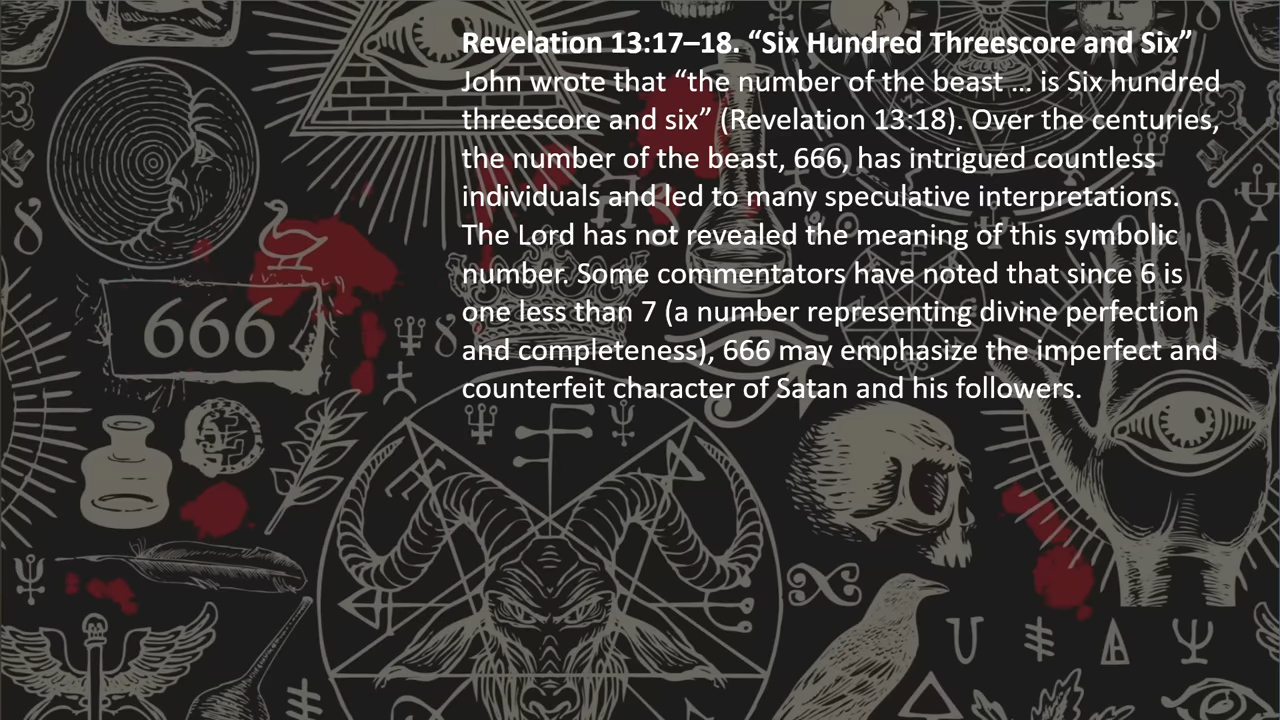 Revelation 13:17–18. “Six Hundred Threescore and Six”
John wrote that “the number of the beast … is Six hundred
threescore and six” (Revelation 13:18). Over the centuries,
the number of the beast, 666, has intrigued countless
individuals and led to many speculative interpretations.
The Lord has not revealed the meaning of this symbolic
number. Some commentators have noted that since 6 is
one less than 7 (a number representing divine perfection
and completeness), 666 may emphasize the imperfect and
counterfeit character of Satan and his followers.
666